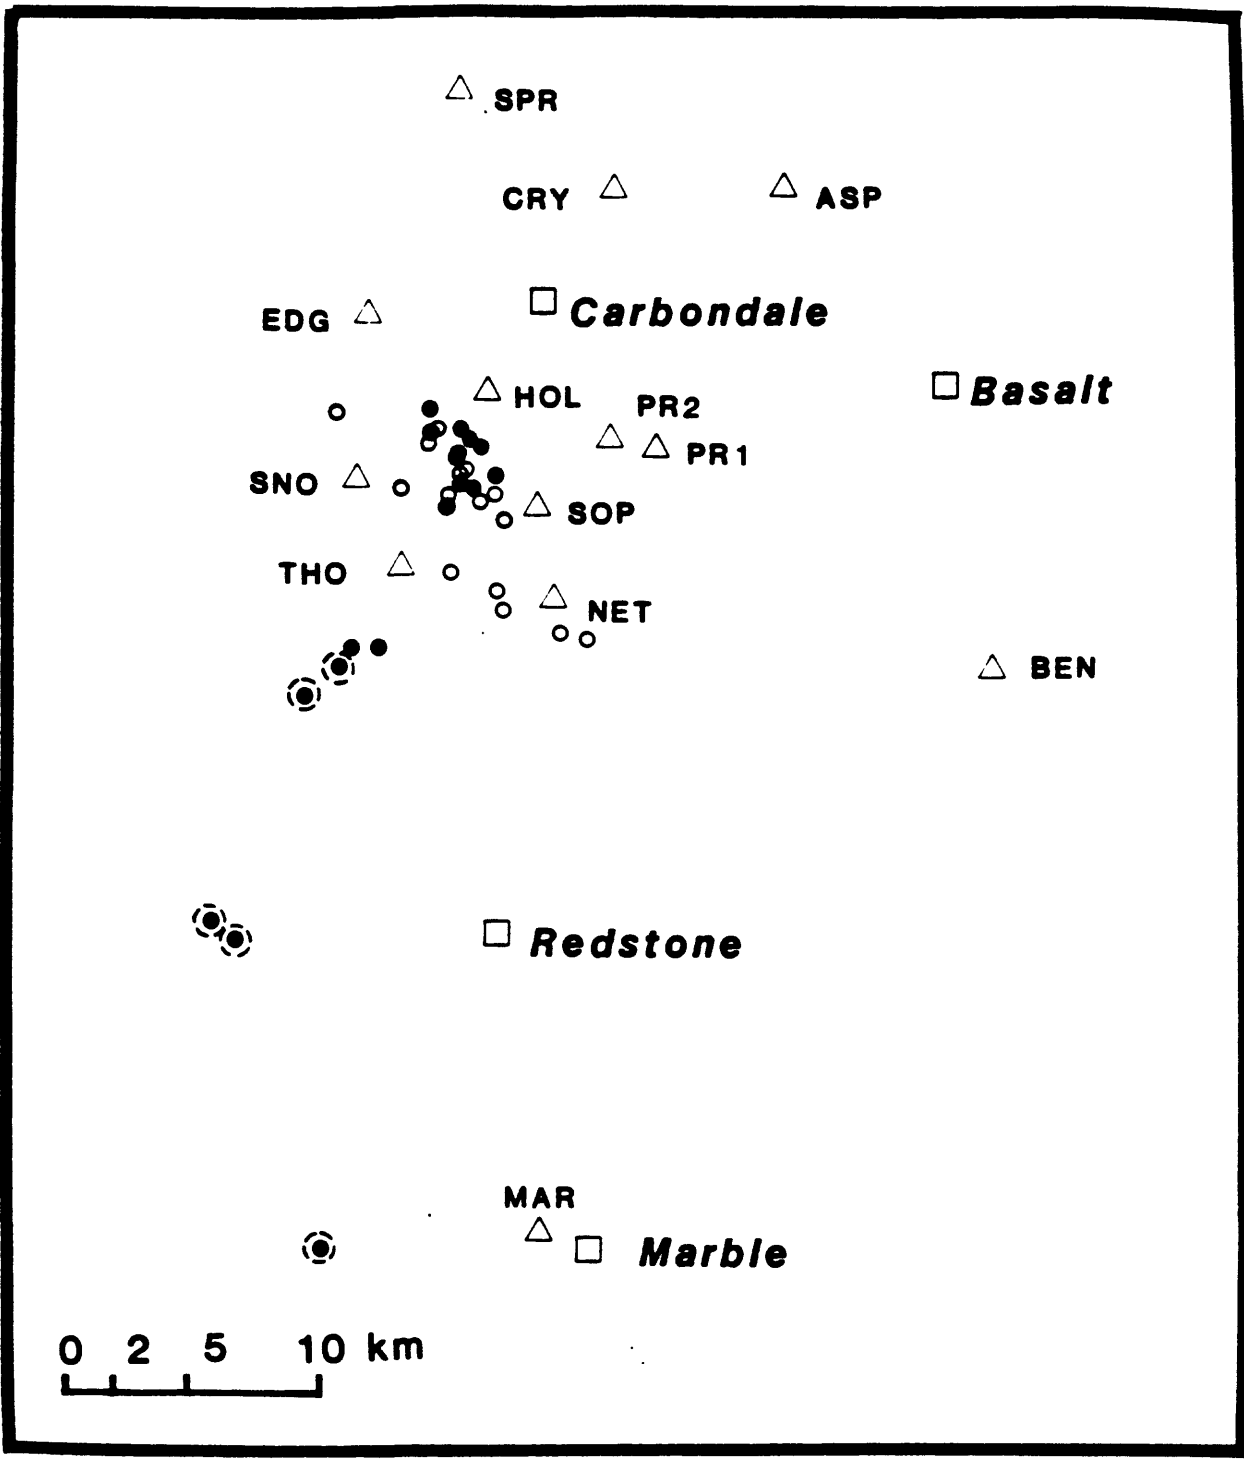 SPR
CRY
ASP
EDG
Carbondale
HOL
PR2
Basalt
PR1
SNO
SOP
THO
NET
BEN
Redstone
MAR
Marble
0 2 5 10 km